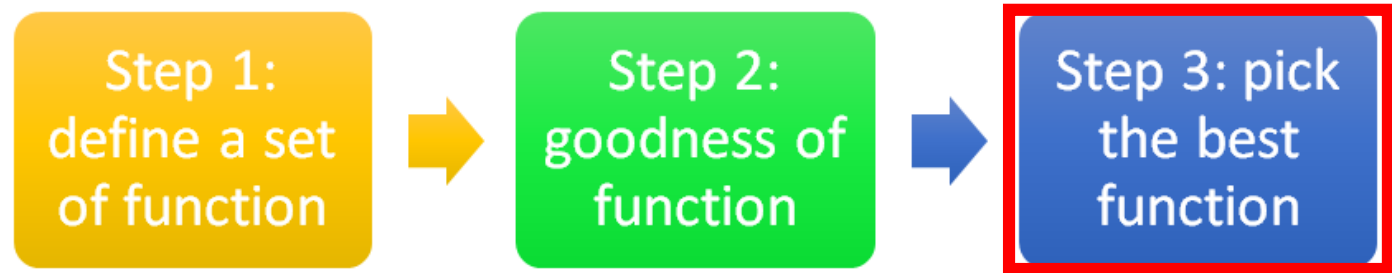 Step 1:
define a set
of function
Step 2:
goodness of
function
Step 3: pick
the best
function